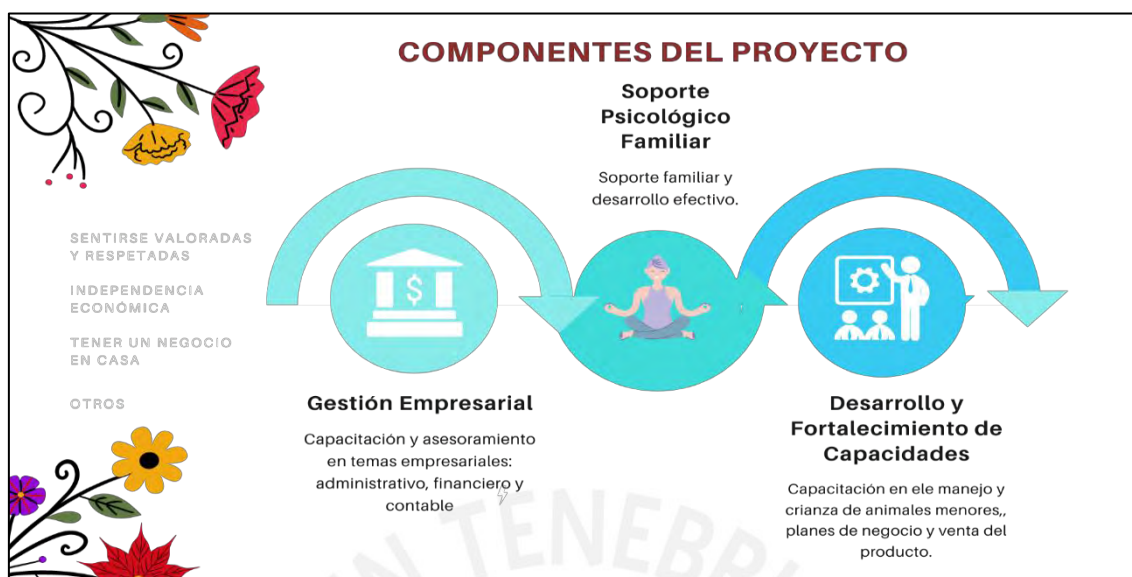 COMPONENTES DEL PROYECTO
Soporte
Psicológico
Familiar
Soporte familiar y
desarrollo efectivo.
SENTIRSE VALORADAS
Y RESPETADAS
INDEPENDENCIA
ECONÓMICA
TENER UN NEGOCIO
EN CASA
OTROS
$
Gestión Empresarial
Capacitación y asesoramiento
en temas empresariales:
administrativo, financiero y
contable
Desarrollo y
Fortalecimiento de
Capacidades
Capacitación en ele manejo y
crianza de animales menores,,
planes de negocio y venta del
producto.